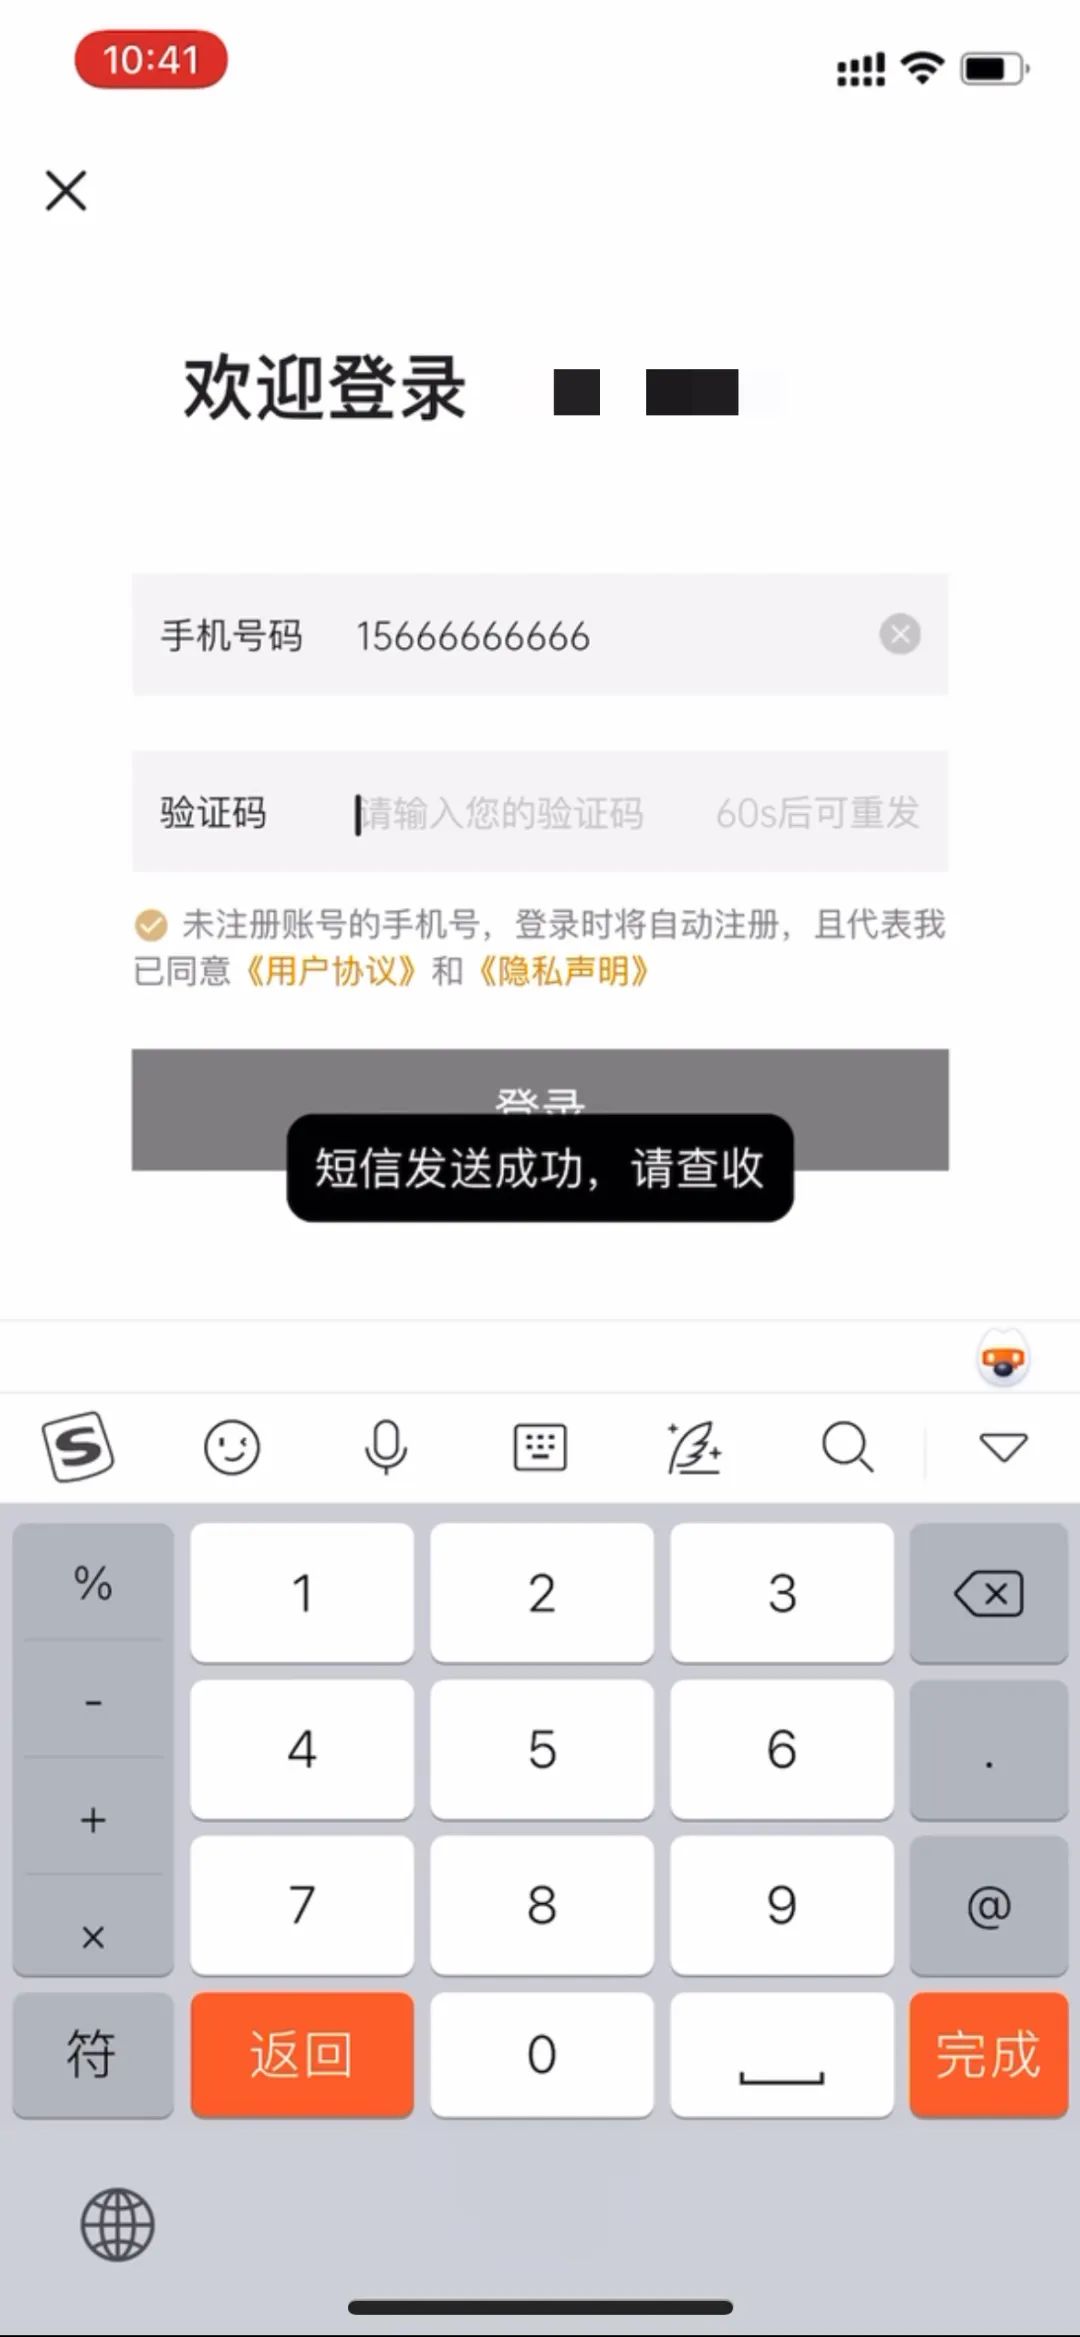 10:41
欢迎登录
手机号码 15666666666
验证码 请输入您的验证码 60s后可重发
未注册账号的手机号，登录时将自动注册，且代表我
已同意《用户协议》和《隐私声明》
登录
短信发送成功，请查收
% 1 2 3
- 4 5 6 .
+ 7 8 9 @
×
符 返回 0 完成